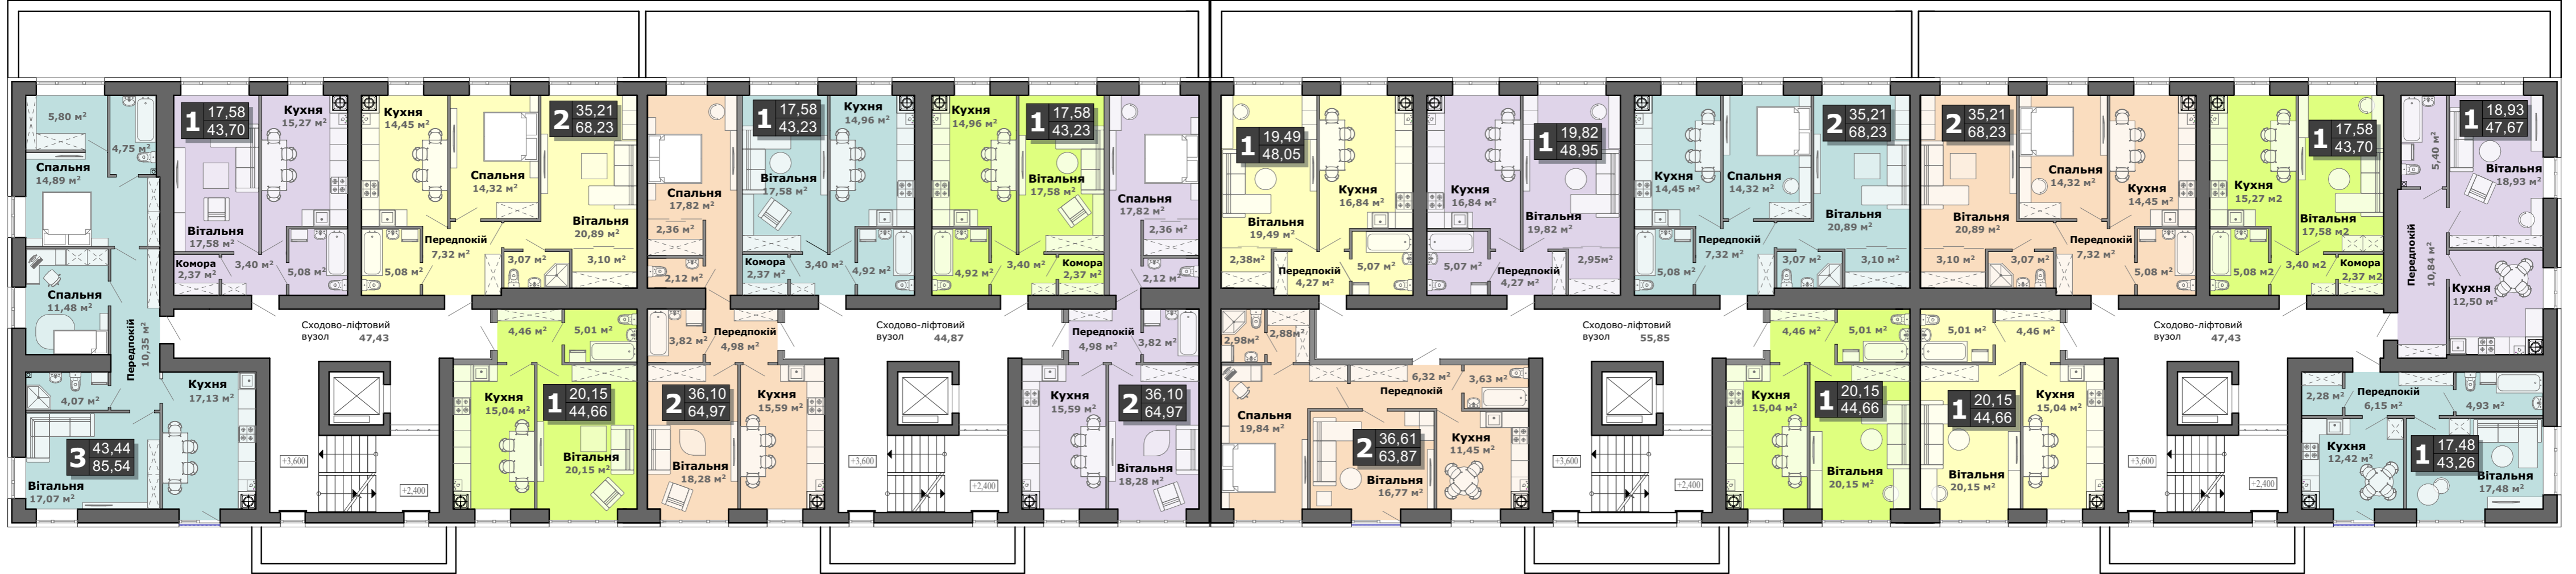 5,80 м²
4,75 м²
Спальня
14,89 м²
Спальня
11,48 м²
Передпокій
10,35 м²
4,07 м²
Кухня
17,13 м²
3
43,44
85,54
Вітальня
17,07 м²
1
17,58
43,70
Кухня
15,27 м²
Вітальня
17,58 м²
Комора
2,37 м²
3,40 м²
5,08 м²
Кухня
14,45 м²
Спальня
14,32 м²
2
35,21
68,23
Вітальня
20,89 м²
Передпокій
7,32 м²
5,08 м²
3,07 м²
3,10 м²
Сходово-ліфтовий
вузол 47,43
+3,600
+2,400
4,46 м²
5,01 м²
Кухня
15,04 м²
1
20,15
44,66
Вітальня
20,15 м²
Спальня
17,82 м²
2,36 м²
2,12 м²
3,82 м²
Передпокій
4,98 м²
2
36,10
64,97
Кухня
15,59 м²
Вітальня
18,28 м²
1
17,58
43,23
Кухня
14,96 м²
Вітальня
17,58 м²
Комора
2,37 м²
3,40 м²
4,92 м²
Кухня
14,96 м²
1
17,58
43,23
Вітальня
17,58 м²
4,92 м²
3,40 м²
Комора
2,37 м²
Сходово-ліфтовий
вузол 44,87
+3,600
+2,400
Спальня
17,82 м²
2,36 м²
2,12 м²
Передпокій
4,98 м²
3,82 м²
Кухня
15,59 м²
2
36,10
64,97
Вітальня
18,28 м²
1
19,49
48,05
Кухня
16,84 м²
Вітальня
19,49 м²
2,38м²
Передпокій
4,27 м²
5,07 м²
Кухня
16,84 м²
1
19,82
48,95
Вітальня
19,82 м²
5,07 м²
Передпокій
4,27 м²
2,95м²
2,98м²
2,88м²
Спальня
19,84 м²
6,32 м²
Передпокій
3,63 м²
2
36,61
63,87
Кухня
11,45 м²
Вітальня
16,77 м²
Кухня
14,45 м²
Спальня
14,32 м²
2
35,21
68,23
Вітальня
20,89 м²
Передпокій
7,32 м²
5,08 м²
3,07 м²
3,10 м²
Сходово-ліфтовий
вузол 55,85
+3,600
+2,400
4,46 м²
5,01 м²
Кухня
15,04 м²
1
20,15
44,66
Вітальня
20,15 м²
2
35,21
68,23
Спальня
14,32 м²
Кухня
14,45 м²
Вітальня
20,89 м²
Передпокій
7,32 м²
3,10 м²
3,07 м²
5,08 м²
5,01 м²
4,46 м²
1
20,15
44,66
Кухня
15,04 м²
Вітальня
20,15 м²
Сходово-ліфтовий
вузол 47,43
+3,600
+2,400
1
17,58
43,70
Кухня
15,27 м2
Вітальня
17,58 м2
5,08 м2
3,40 м2
Комора
2,37 м2
1
18,93
47,67
5,40 м²
Вітальня
18,93 м²
Передпокій
10,84 м²
Кухня
12,50 м²
2,28 м²
Передпокій
6,15 м²
4,93 м²
Кухня
12,42 м²
1
17,48
43,26
Вітальня
17,48 м²